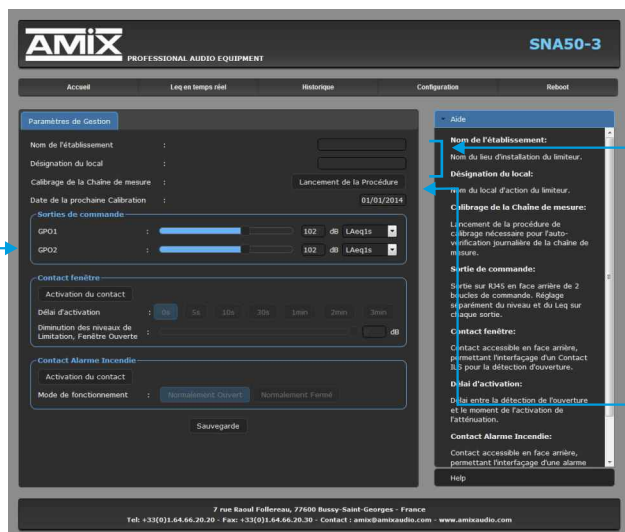 AMIX
PROFESSIONAL AUDIO EQUIPMENT
SNA50-3
Accueil
Leq en temps réel
Historique
Configuration
Reboot
Paramètres de Gestion
Nom de l'établissement :
Désignation du local :
Calibrage de la Chaîne de mesure : Lancement de la Procédure
Date de la prochaine Calibration : 01/01/2014
Sorties de commande
GPO1 : 102 dB LAeq1s
GPO2 : 102 dB LAeq1s
Contact fenêtre
Activation du contact
Délai d'activation : 0s 5s 10s 30s 1min 2min 3min
Diminution des niveaux de
Limitation, Fenêtre Ouverte : dB
Contact Alarme Incendie
Activation du contact
Mode de fonctionnement : Normalement Ouvert Normalement Fermé
Sauvegarde
Aide
Nom de l'établissement:
Nom du lieu d'installation du limiteur.
Désignation du local:
Nom du local d'action du limiteur.
Calibrage de la Chaîne de mesure:
Lancement de la procédure de
calibrage nécessaire pour l'auto-
vérification journalière de la chaîne de
mesure.
Sortie de commande:
Sortie sur RJ45 en face arrière de 2
boucles de commande. Réglage
séparément du niveau et du Leq sur
chaque sortie.
Contact fenêtre:
Contact accessible en face arrière,
permettant l'interfaçage d'un Contact
ILS pour la détection d'ouverture.
Délai d'activation:
Délai entre la détection de l'ouverture
et le moment de l'activation de
l'atténuation.
Contact Alarme Incendie:
Contact accessible en face arrière,
permettant l'interfaçage d'une alarme
Help
7 rue Raoul Follereau, 77600 Bussy-Saint-Georges - France
Tel: +33(0)1.64.66.20.20 - Fax: +33(0)1.64.66.20.30 - Contact : amix@amixaudio.com - www.amixaudio.com